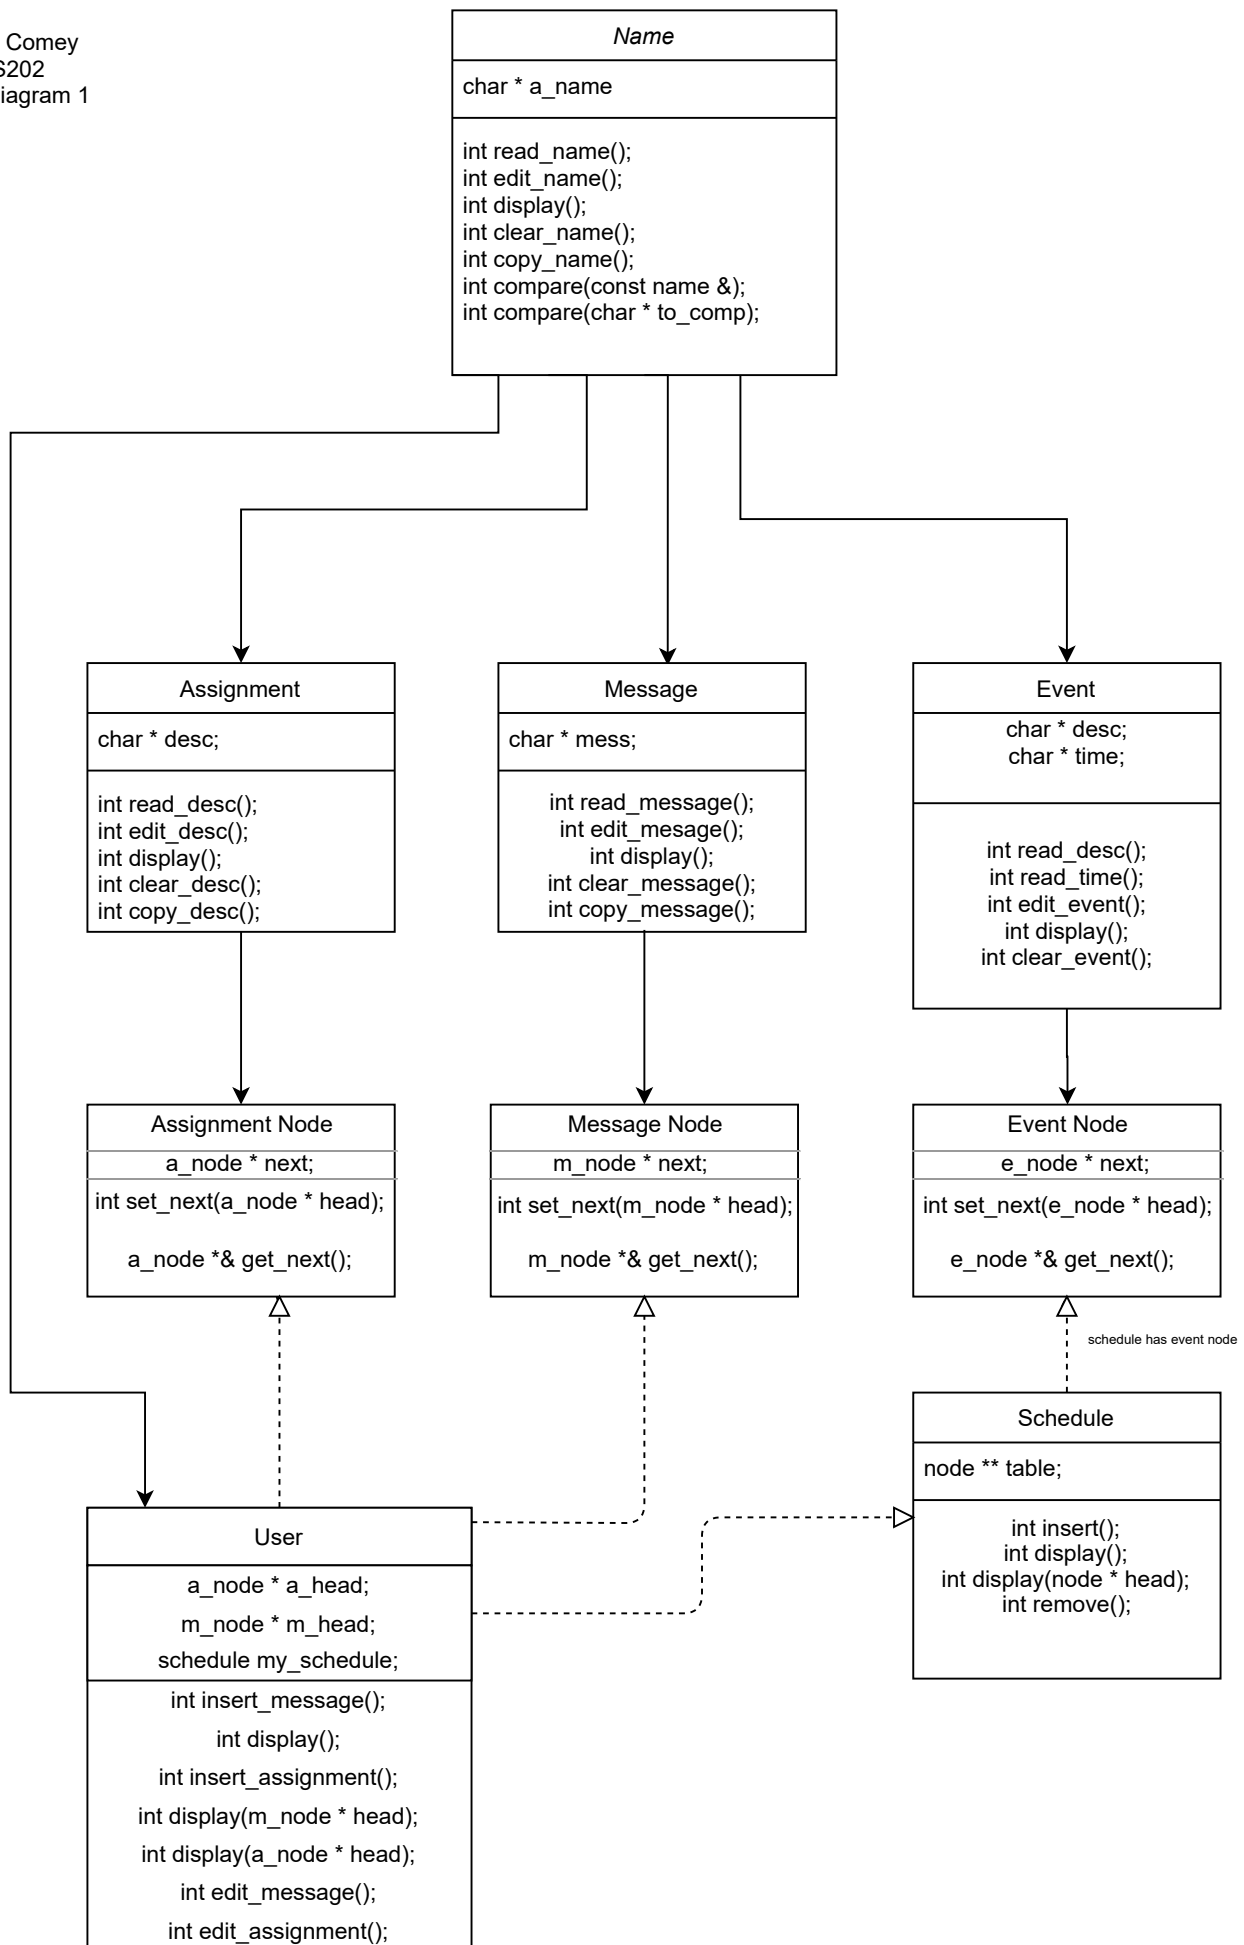 Comey
S202
iagram 1
Name
char * a_name
int read_name();
int edit_name();
int display();
int clear_name();
int copy_name();
int compare(const name &);
int compare(char * to_comp);
Assignment
char * desc;
int read_desc();
int edit_desc();
int display();
int clear_desc();
int copy_desc();
Message
char * mess;
int read_message();
int edit_mesage();
int display();
int clear_message();
int copy_message();
Event
char * desc;
char * time;
int read_desc();
int read_time();
int edit_event();
int display();
int clear_event();
Assignment Node
a_node * next;
int set_next(a_node * head);
a_node *& get_next();
Message Node
m_node * next;
int set_next(m_node * head);
m_node *& get_next();
Event Node
e_node * next;
int set_next(e_node * head);
e_node *& get_next();
schedule has event node
Schedule
node ** table;
int insert();
int display();
int display(node * head);
int remove();
User
a_node * a_head;
m_node * m_head;
schedule my_schedule;
int insert_message();
int display();
int insert_assignment();
int display(m_node * head);
int display(a_node * head);
int edit_message();
int edit_assignment();